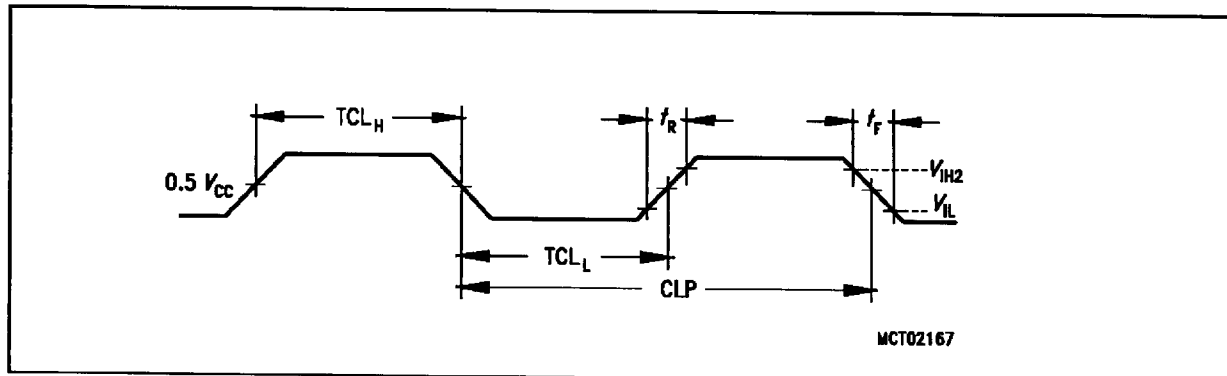 TCL_H
t_R
t_F
0.5 V_CC
V_IH2
V_IL
TCL_L
CLP
MCT02167